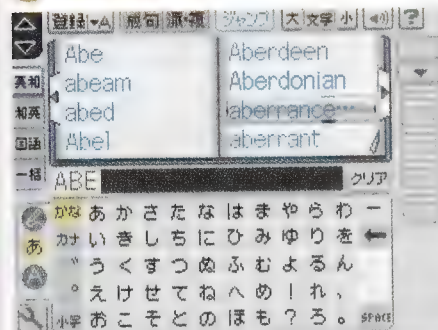 登録▼A 成句 派・複 ジャンプ 大 文字 小 ?
Abe Aberdeen
abeam Aberdonian
abed aberrance…
Abel aberrant
英和
和英
国語
一括
ABE クリア
かな あ か さ た な は ま や ら わ ー
カナ い き し ち に ひ み ゆ り を ←
あ ゛ う く す つ ぬ ふ む よ る ん
゜ え け せ て ね へ め ! れ 、
小字 お こ そ と の ほ も ? ろ 。 SPACE